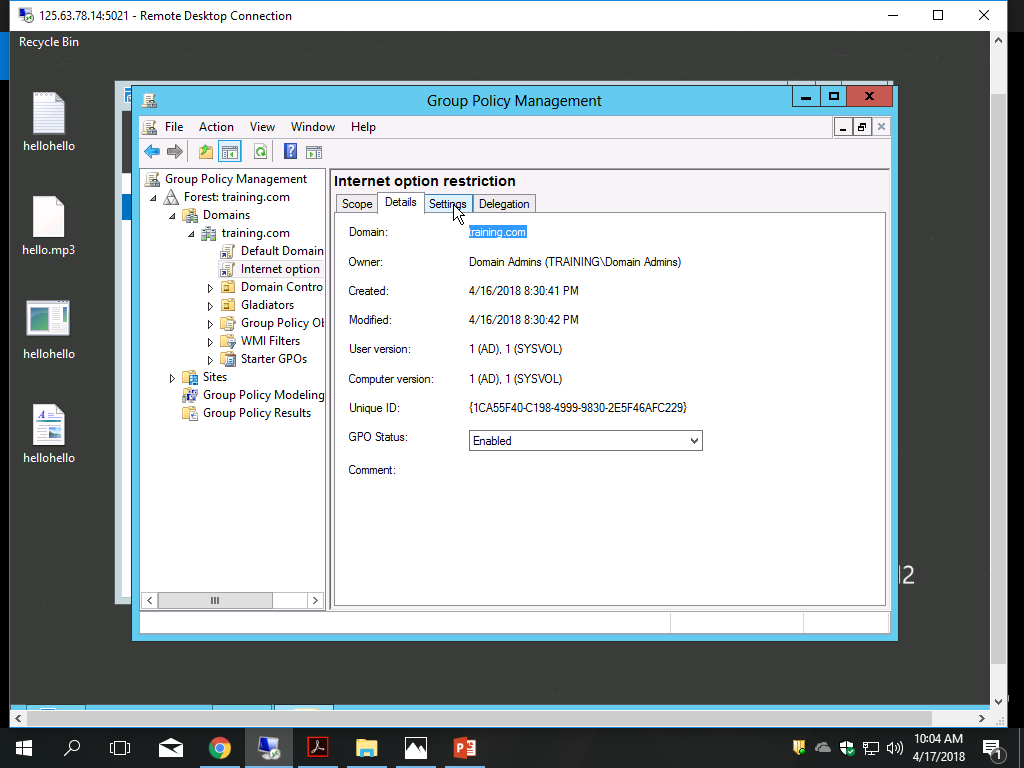 125.63.78.14:5021 - Remote Desktop Connection
Recycle Bin
hellohello
hello.mp3
hellohello
hellohello
Group Policy Management
File Action View Window Help
Group Policy Management
Forest: training.com
Domains
training.com
Default Domain
Internet option
Domain Contro
Gladiators
Group Policy Ob
WMI Filters
Starter GPOs
Sites
Group Policy Modeling
Group Policy Results
Internet option restriction
Scope Details Settings Delegation
Domain: training.com
Owner: Domain Admins (TRAINING\Domain Admins)
Created: 4/16/2018 8:30:41 PM
Modified: 4/16/2018 8:30:42 PM
User version: 1 (AD), 1 (SYSVOL)
Computer version: 1 (AD), 1 (SYSVOL)
Unique ID: {1CA55F40-C198-4999-9830-2E5F46AFC229}
GPO Status: Enabled
Comment:
10:04 AM
4/17/2018
1